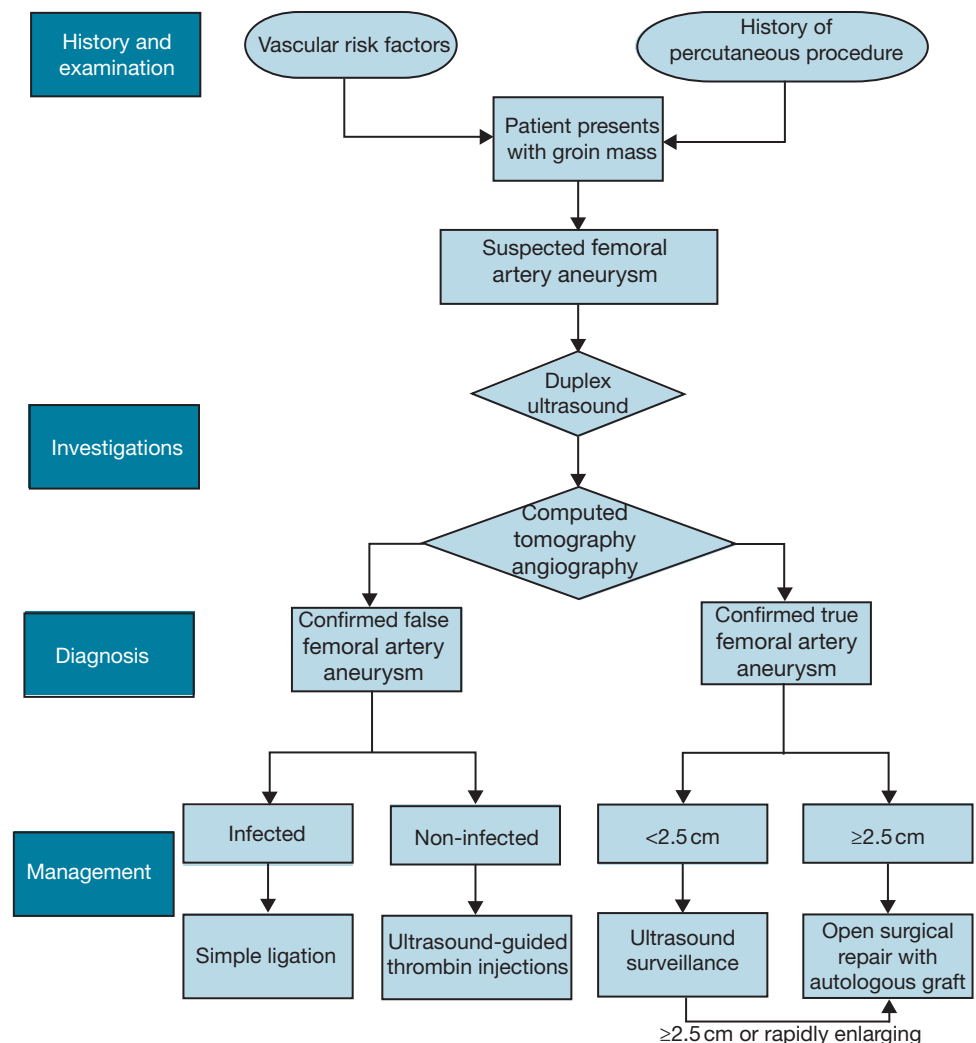 History and
examination
Vascular risk factors
History of
percutaneous procedure
Patient presents
with groin mass
Suspected femoral
artery aneurysm
Duplex
ultrasound
Investigations
Computed
tomography
angiography
Diagnosis
Confirmed false
femoral artery
aneurysm
Confirmed true
femoral artery
aneurysm
Management
Infected
Non-infected
<2.5 cm
≥2.5 cm
Simple ligation
Ultrasound-guided
thrombin injections
Ultrasound
surveillance
Open surgical
repair with
autologous graft
≥2.5 cm or rapidly enlarging